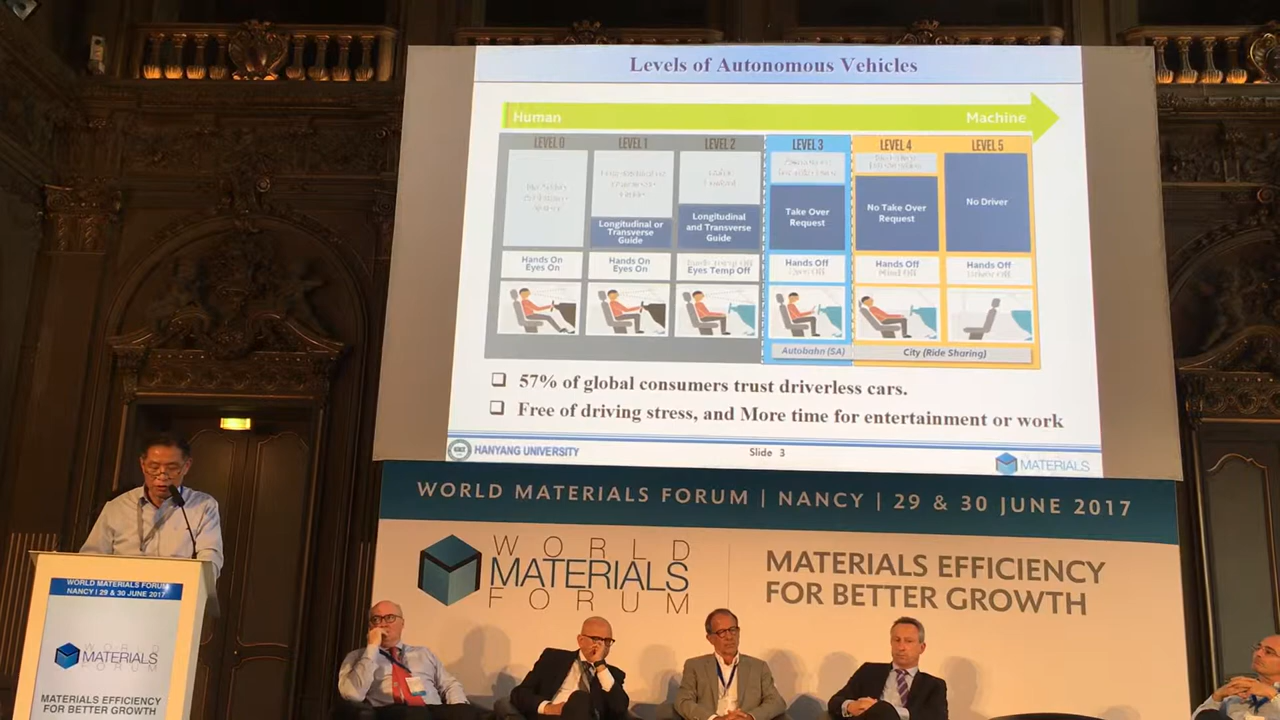 Levels of Autonomous Vehicles
Human
Machine
LEVEL 0
LEVEL 1
LEVEL 2
LEVEL 3
LEVEL 4
LEVEL 5
Longitudinal or
Transverse
Guide
Longitudinal
and Transverse
Guide
Take Over
Request
No Take Over
Request
No Driver
Hands On
Eyes On
Hands On
Eyes On
Eyes Temp Off
Hands Off
Hands Off
Hands Off
Autobahn (SA)
City (Ride Sharing)
❑ 57% of global consumers trust driverless cars.
❑ Free of driving stress, and More time for entertainment or work
HANYANG UNIVERSITY
Slide 3
MATERIALS
WORLD MATERIALS FORUM | NANCY | 29 & 30 JUNE 2017
WORLD
MATERIALS
FORUM
MATERIALS EFFICIENCY
FOR BETTER GROWTH
WORLD MATERIALS FORUM
NANCY | 29 & 30 JUNE 2017
WORLD
MATERIALS
FORUM
MATERIALS EFFICIENCY
FOR BETTER GROWTH